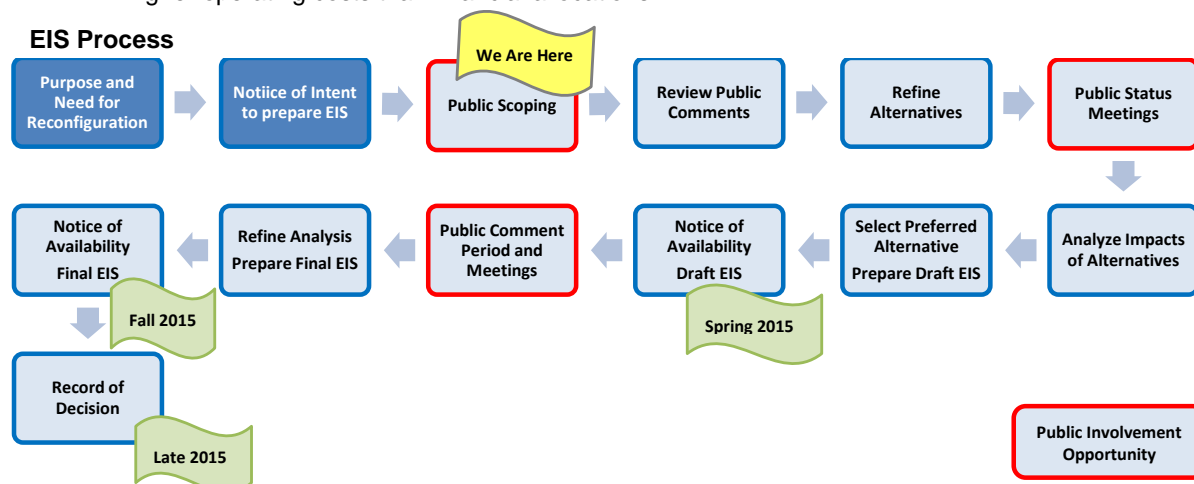 EIS Process
We Are Here
Purpose and
Need for
Reconfiguration
Notiice of Intent
to prepare EIS
Public Scoping
Review Public
Comments
Refine
Alternatives
Public Status
Meetings
Notice of
Availability
Final EIS
Refine Analysis
Prepare Final EIS
Public Comment
Period and
Meetings
Notice of
Availability
Draft EIS
Select Preferred
Alternative
Prepare Draft EIS
Analyze Impacts
of Alternatives
Fall 2015
Spring 2015
Record of
Decision
Late 2015
Public Involvement
Opportunity